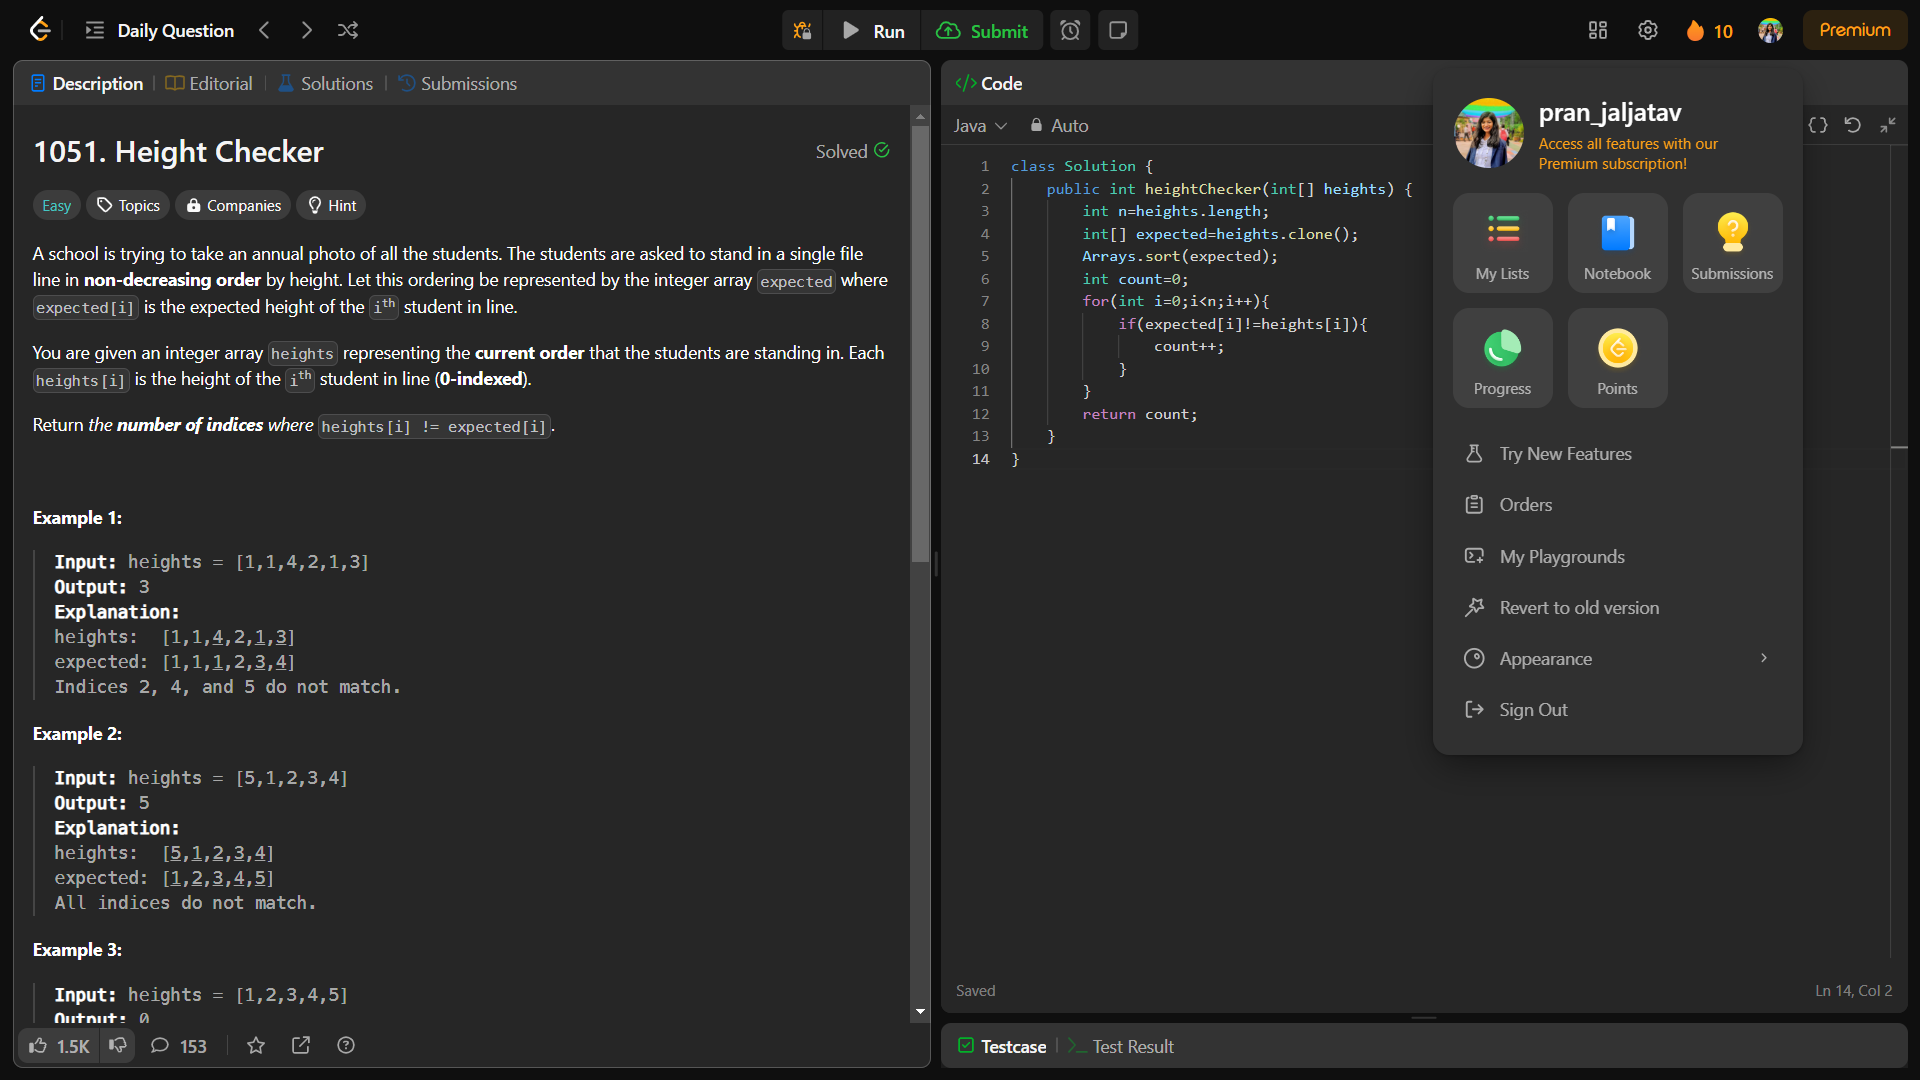 Daily Question
Run
Submit
10
Premium
Description
Editorial
Solutions
Submissions
1051. Height Checker
Solved
Easy
Topics
Companies
Hint
A school is trying to take an annual photo of all the students. The students are asked to stand in a single file
line in non-decreasing order by height. Let this ordering be represented by the integer array expected where
expected[i] is the expected height of the ith student in line.
You are given an integer array heights representing the current order that the students are standing in. Each
heights[i] is the height of the ith student in line (0-indexed).
Return the number of indices where heights[i] != expected[i].
Example 1:
Input: heights = [1,1,4,2,1,3]
Output: 3
Explanation:
heights:  [1,1,4,2,1,3]
expected: [1,1,1,2,3,4]
Indices 2, 4, and 5 do not match.
Example 2:
Input: heights = [5,1,2,3,4]
Output: 5
Explanation:
heights:  [5,1,2,3,4]
expected: [1,2,3,4,5]
All indices do not match.
Example 3:
Input: heights = [1,2,3,4,5]
Output: 0
1.5K
153
</> Code
Java
Auto
1 class Solution {
2     public int heightChecker(int[] heights) {
3         int n=heights.length;
4         int[] expected=heights.clone();
5         Arrays.sort(expected);
6         int count=0;
7         for(int i=0;i<n;i++){
8             if(expected[i]!=heights[i]){
9                 count++;
10             }
11         }
12         return count;
13     }
14 }
Saved
Ln 14, Col 2
Testcase
Test Result
pran_jaljatav
Access all features with our
Premium subscription!
My Lists
Notebook
Submissions
Progress
Points
Try New Features
Orders
My Playgrounds
Revert to old version
Appearance
Sign Out